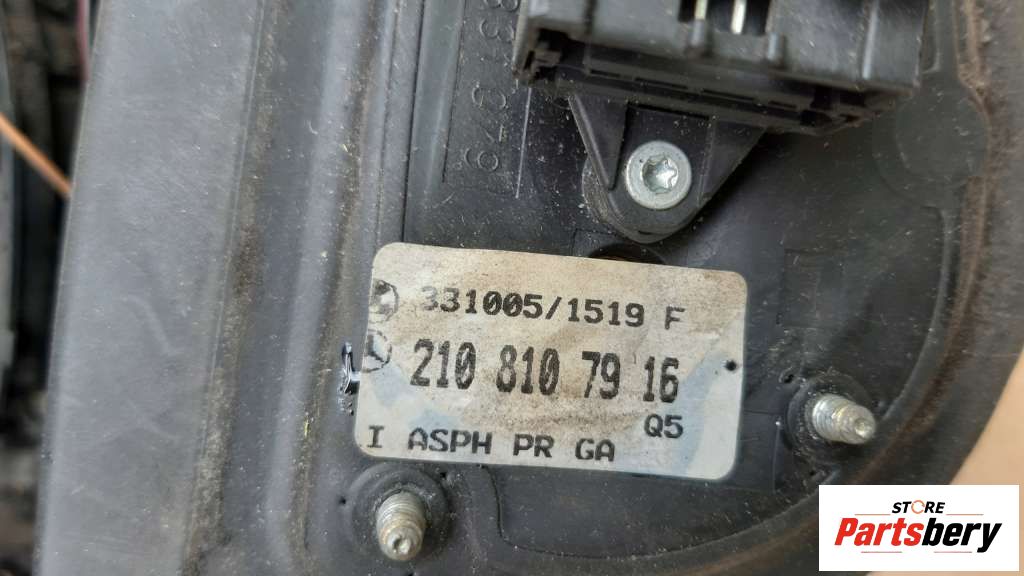 331005/1519 F
210 810 79 16
Q5
I ASPH PR GA
STORE
Partsbery